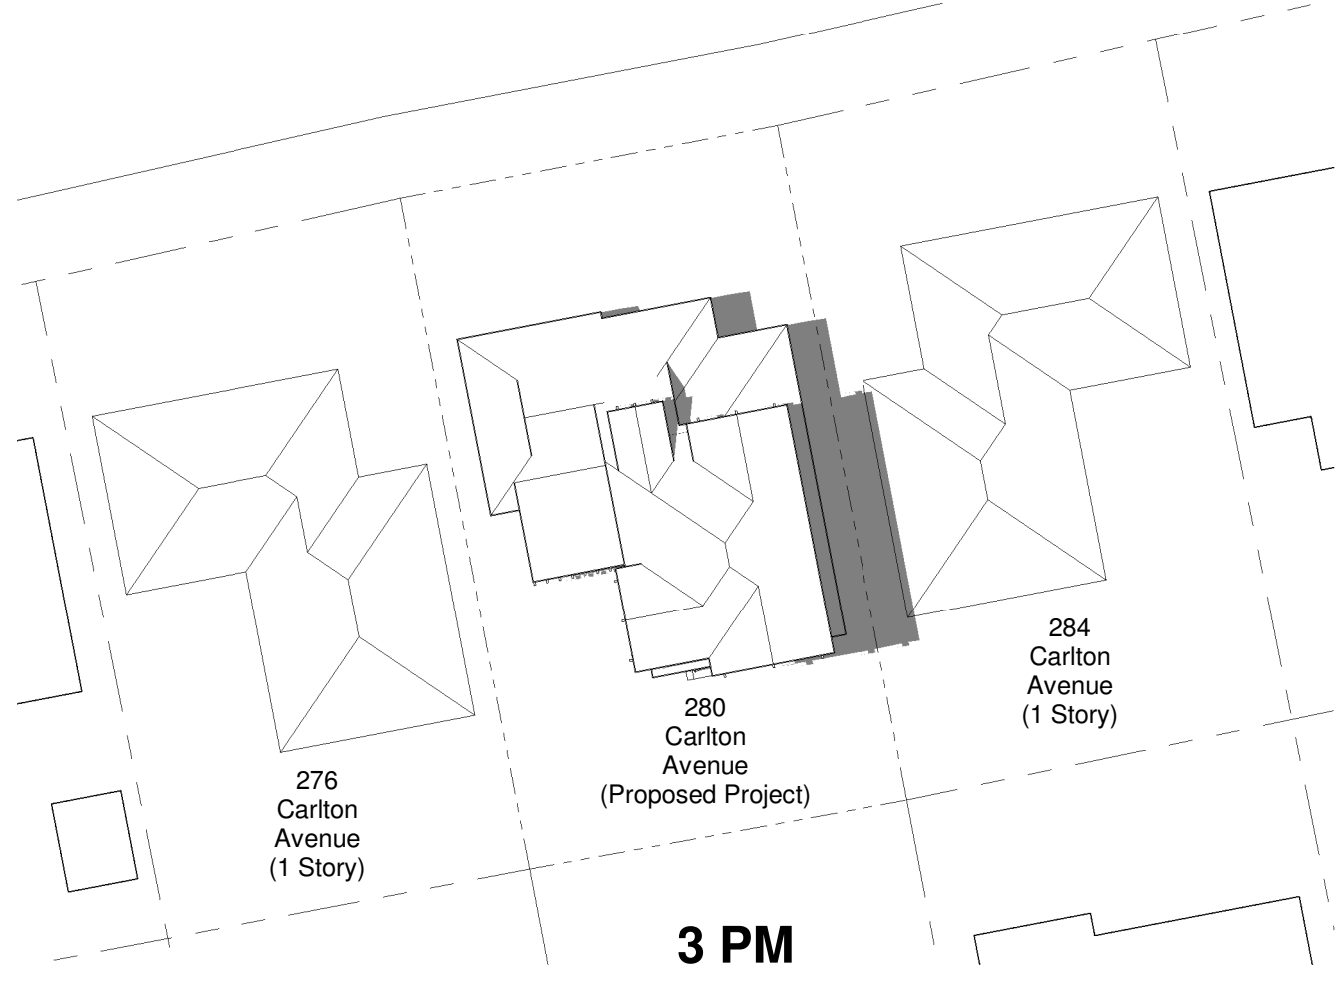 284
Carlton
Avenue
(1 Story)
280
Carlton
Avenue
(Proposed Project)
276
Carlton
Avenue
(1 Story)
3 PM